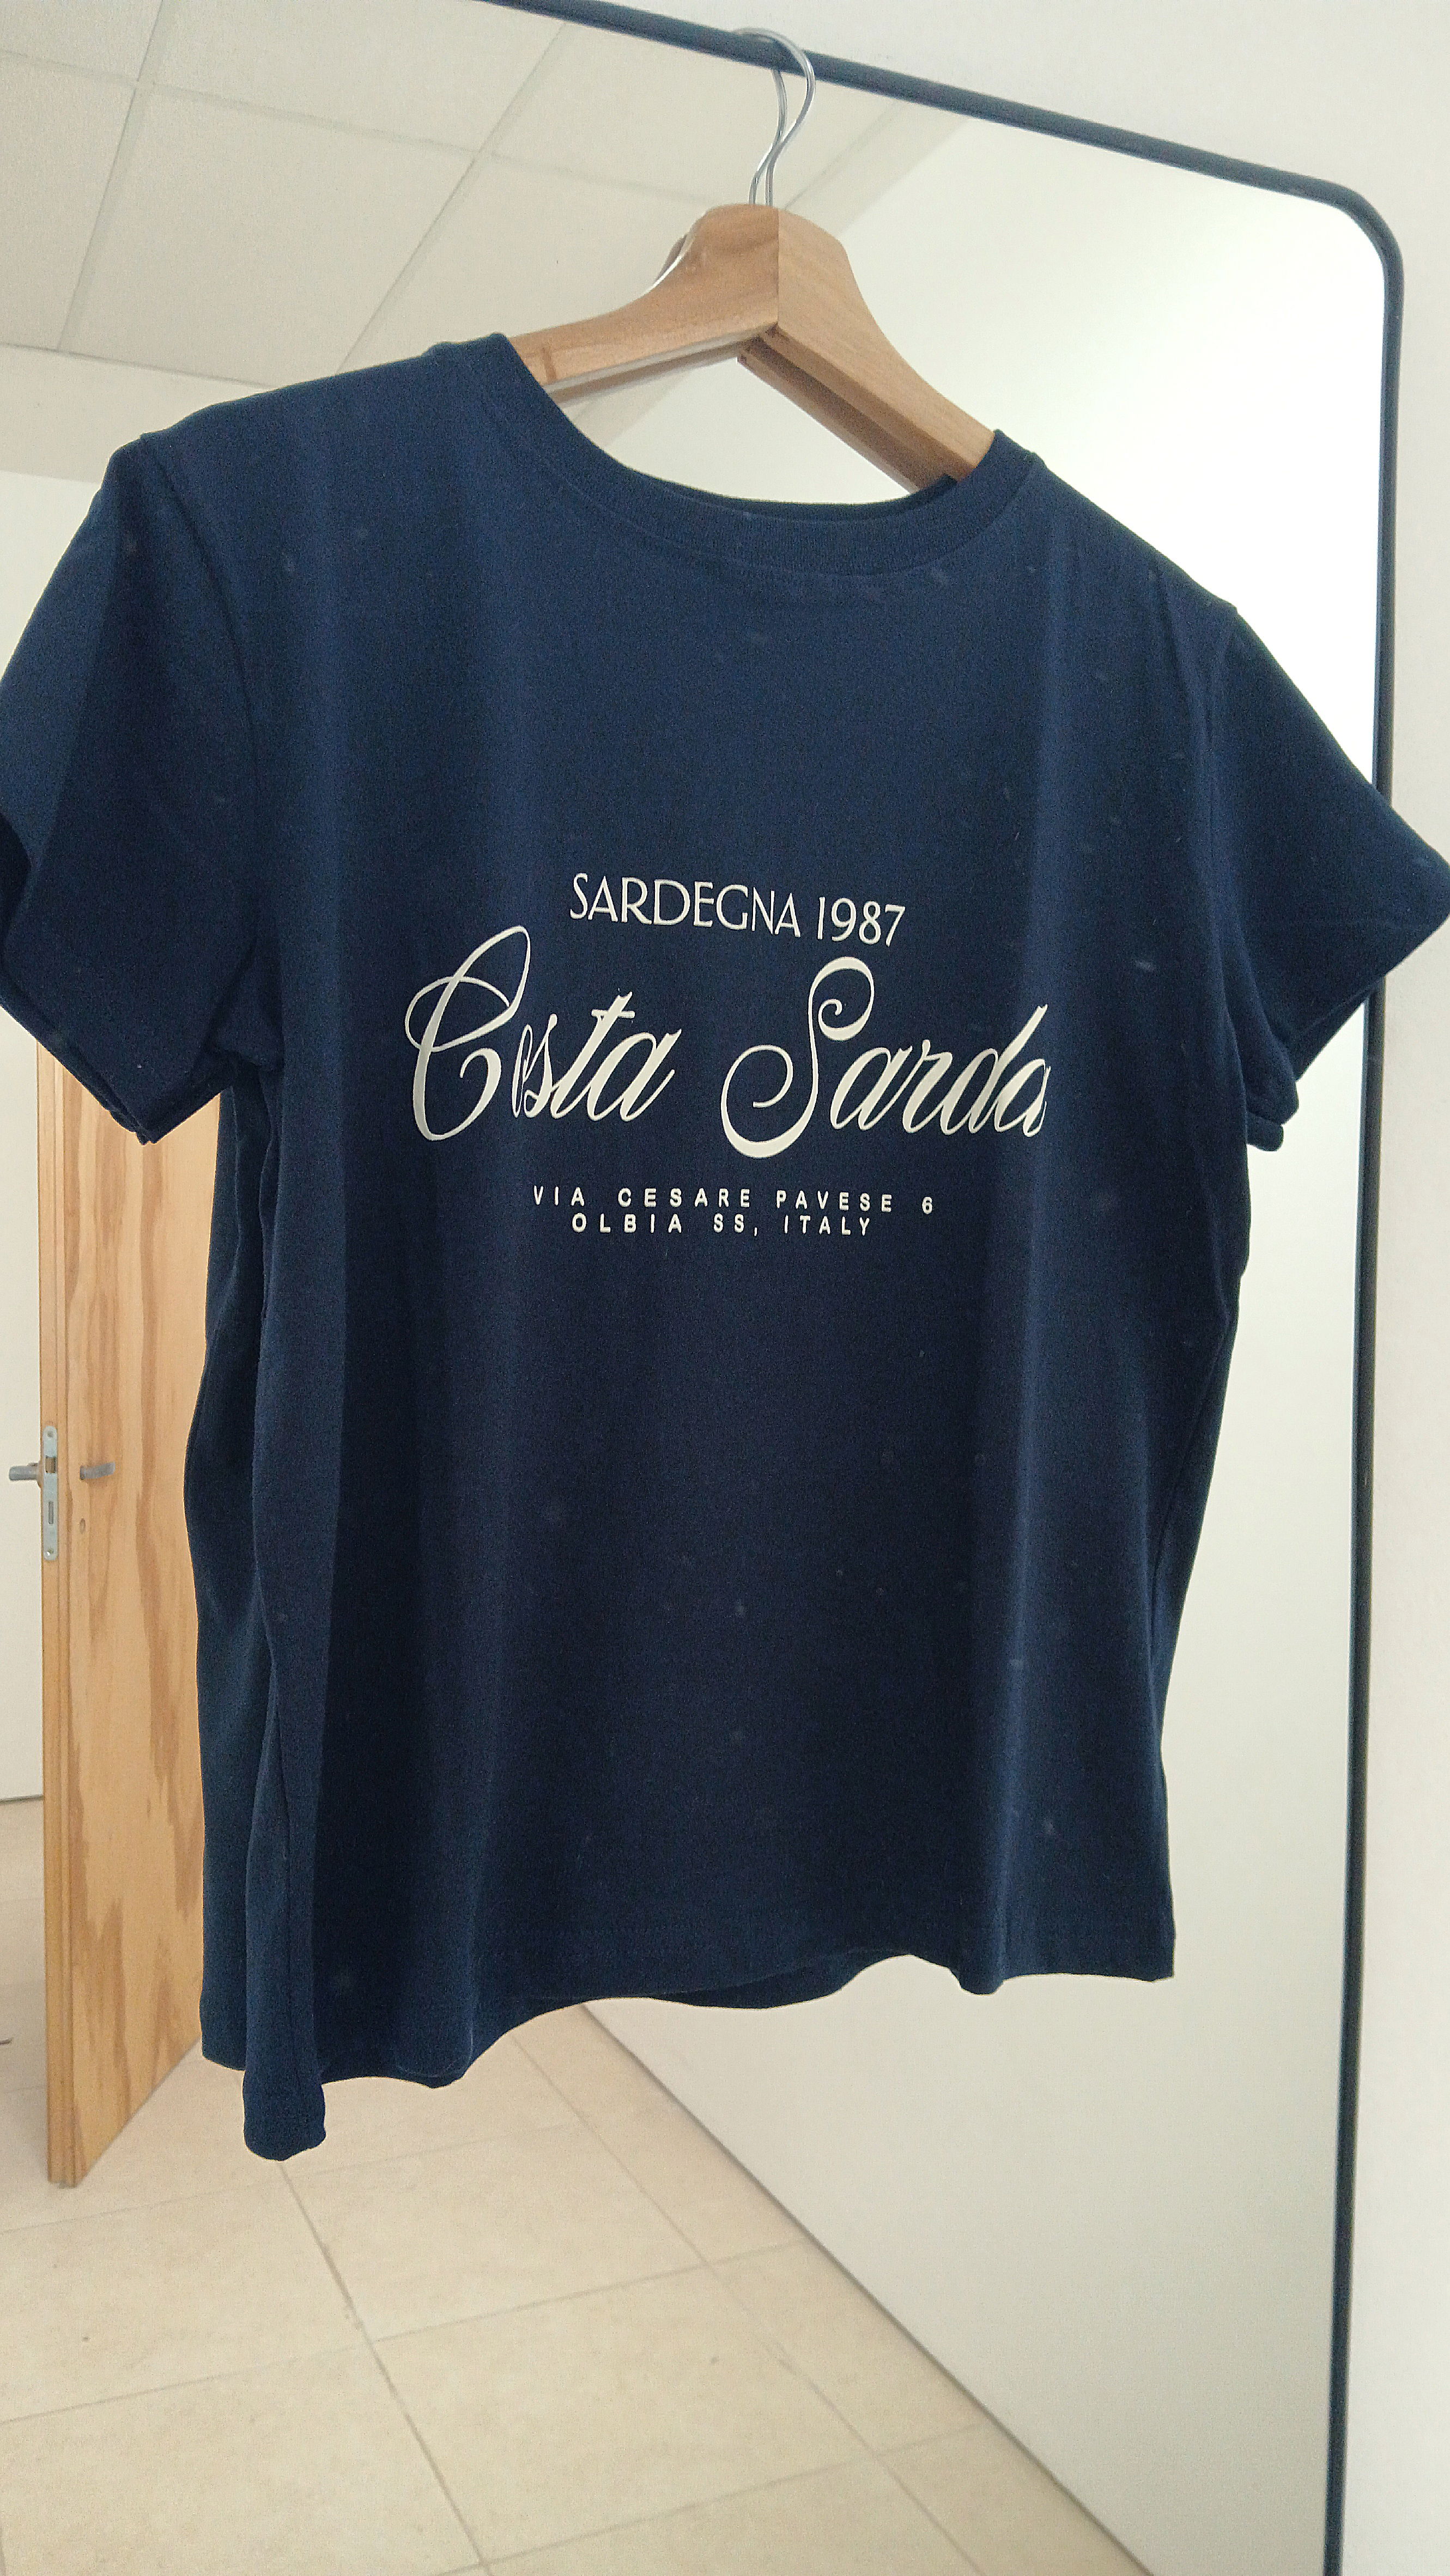 SARDEGNA 1987
Costa Sarda
VIA CESARE PAVESE 6
OLBIA SS, ITALY